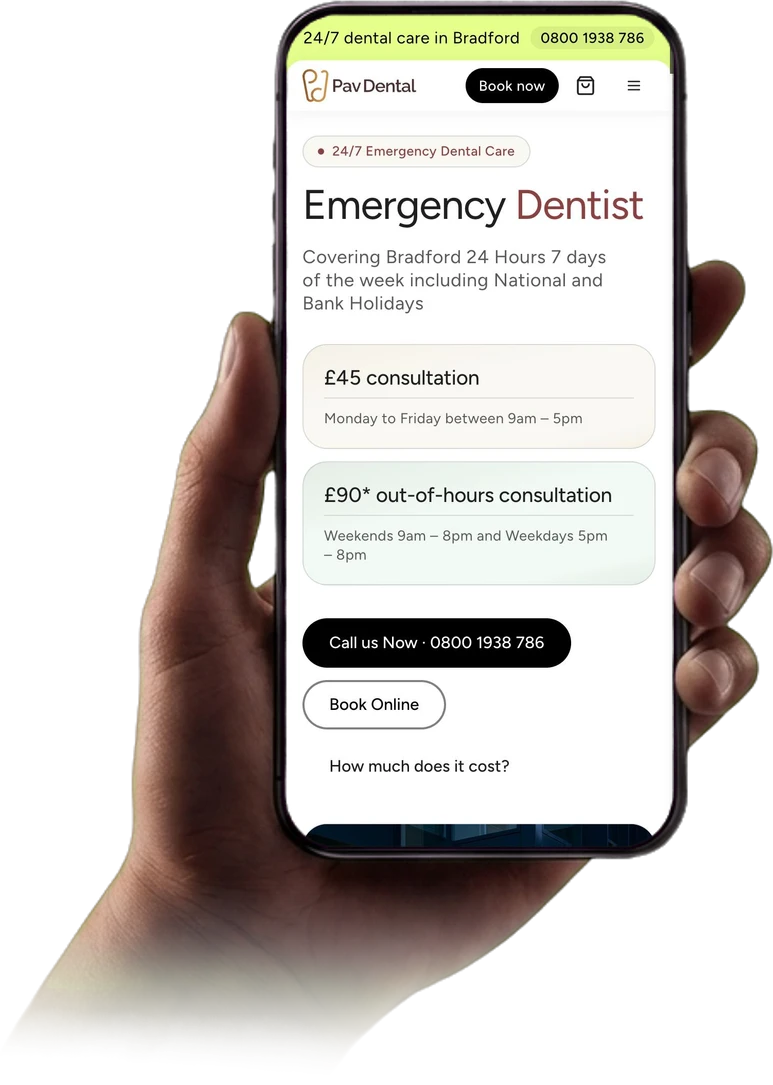 24/7 dental care in Bradford 0800 1938 786
Pav Dental Book now
24/7 Emergency Dental Care
Emergency Dentist
Covering Bradford 24 Hours 7 days
of the week including National and
Bank Holidays
£45 consultation
Monday to Friday between 9am – 5pm
£90* out-of-hours consultation
Weekends 9am – 8pm and Weekdays 5pm
– 8pm
Call us Now · 0800 1938 786
Book Online
How much does it cost?